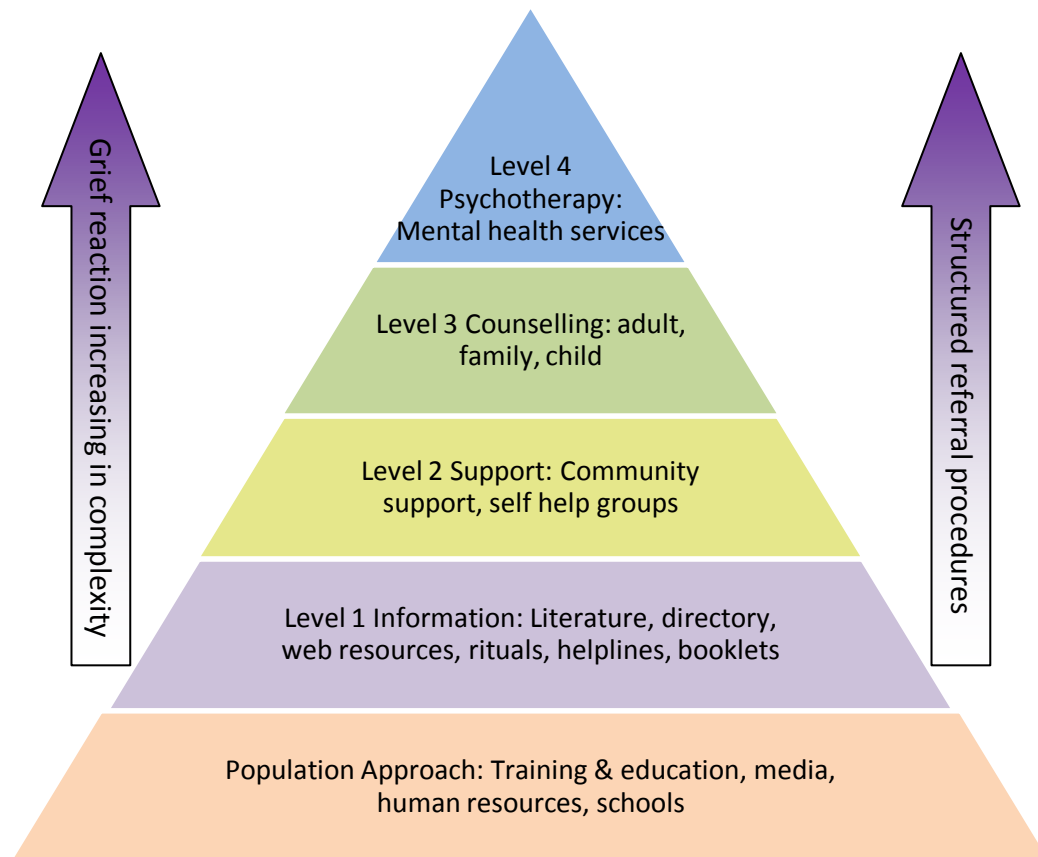 Grief reaction increasing in complexity
Level 4
Psychotherapy:
Mental health services
Level 3 Counselling: adult,
family, child
Level 2 Support: Community
support, self help groups
Level 1 Information: Literature, directory,
web resources, rituals, helplines, booklets
Population Approach: Training & education, media,
human resources, schools
Structured referral procedures